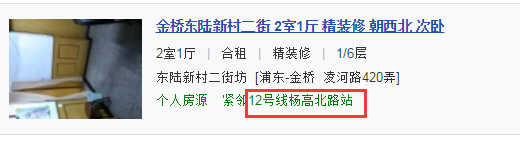 金桥东陆新村二街 2室1厅 精装修 朝西北 次卧
2室1厅 | 合租 | 精装修 | 1/6层
东陆新村二街坊 [浦东-金桥 凌河路420弄]
个人房源 紧邻12号线杨高北路站